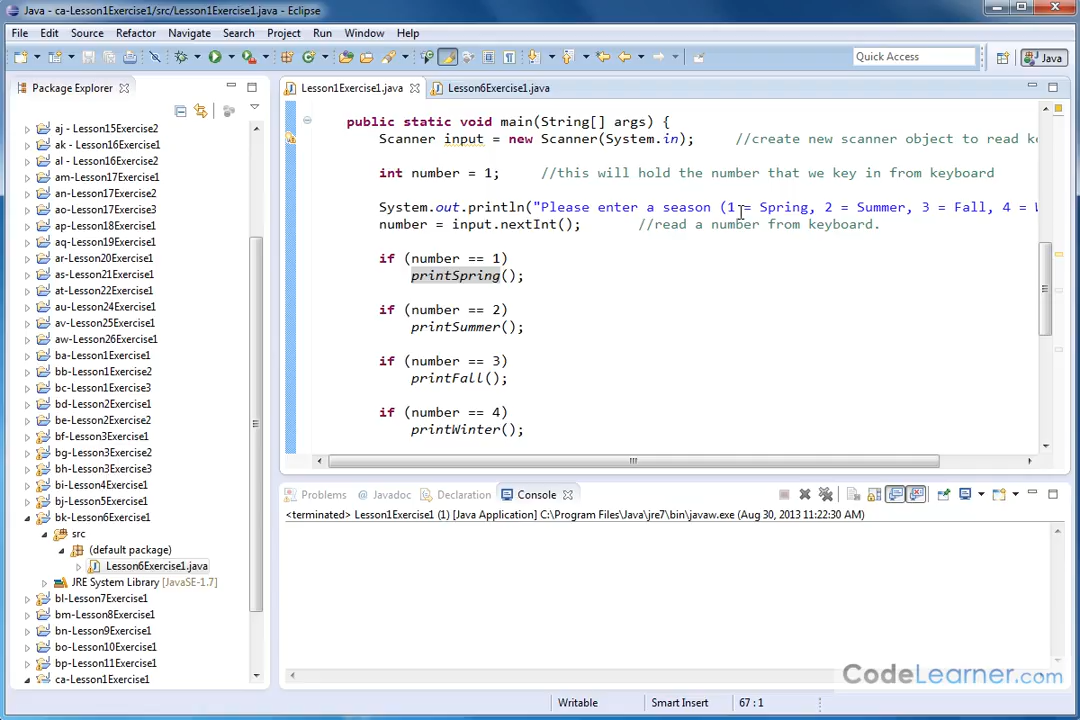 Java - ca-Lesson1Exercise1/src/Lesson1Exercise1.java - Eclipse
File Edit Source Refactor Navigate Search Project Run Window Help
Quick Access
Java
Package Explorer
aj - Lesson15Exercise2
ak - Lesson16Exercise1
al - Lesson16Exercise2
am-Lesson17Exercise1
an-Lesson17Exercise2
ao-Lesson17Exercise3
ap-Lesson18Exercise1
aq-Lesson19Exercise1
ar-Lesson20Exercise1
as-Lesson21Exercise1
at-Lesson22Exercise1
au-Lesson24Exercise1
av-Lesson25Exercise1
aw-Lesson26Exercise1
ba-Lesson1Exercise1
bb-Lesson1Exercise2
bc-Lesson1Exercise3
bd-Lesson2Exercise1
be-Lesson2Exercise2
bf-Lesson3Exercise1
bg-Lesson3Exercise2
bh-Lesson3Exercise3
bi-Lesson4Exercise1
bj-Lesson5Exercise1
bk-Lesson6Exercise1
src
(default package)
Lesson6Exercise1.java
JRE System Library [JavaSE-1.7]
bl-Lesson7Exercise1
bm-Lesson8Exercise1
bn-Lesson9Exercise1
bo-Lesson10Exercise1
bp-Lesson11Exercise1
ca-Lesson1Exercise1
Lesson1Exercise1.java Lesson6Exercise1.java
public static void main(String[] args) {
Scanner input = new Scanner(System.in); //create new scanner object to read ke
int number = 1; //this will hold the number that we key in from keyboard
System.out.println("Please enter a season (1 = Spring, 2 = Summer, 3 = Fall, 4 = W
number = input.nextInt(); //read a number from keyboard.
if (number == 1)
printSpring();
if (number == 2)
printSummer();
if (number == 3)
printFall();
if (number == 4)
printWinter();
Problems @ Javadoc Declaration Console
<terminated> Lesson1Exercise1 (1) [Java Application] C:\Program Files\Java\jre7\bin\javaw.exe (Aug 30, 2013 11:22:30 AM)
CodeLearner.com
Writable Smart Insert 67 : 1